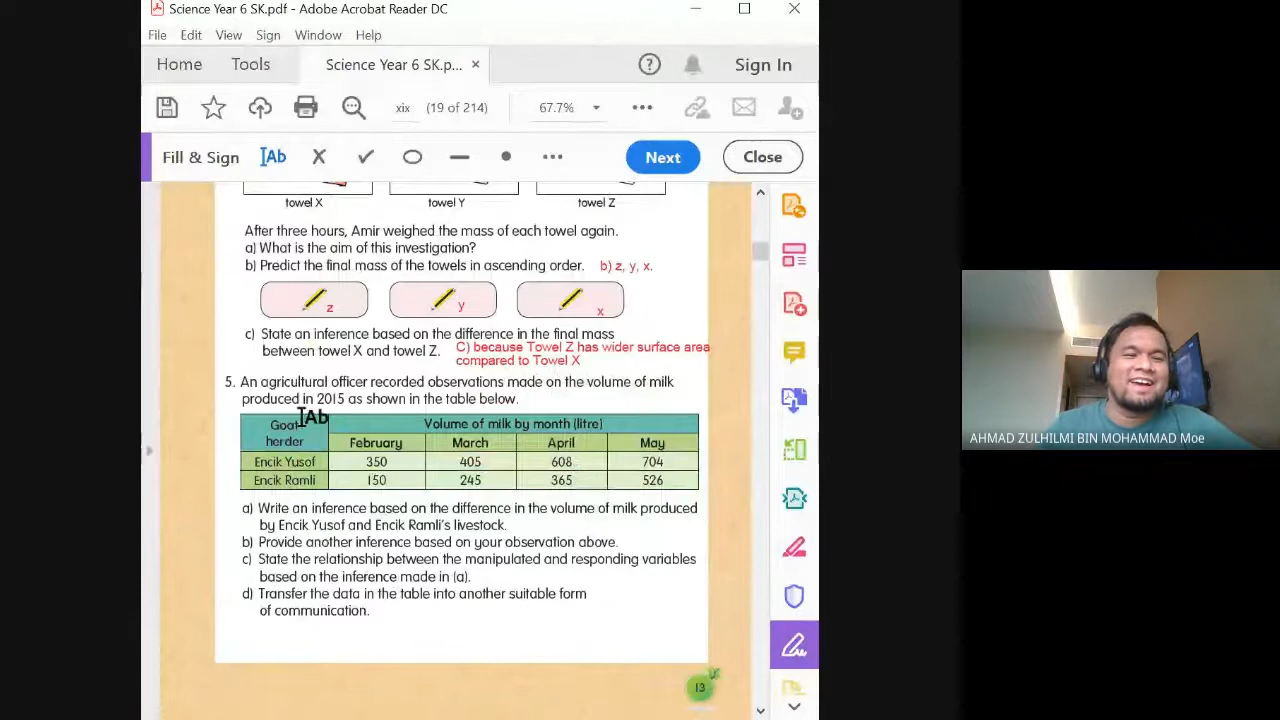 Science Year 6 SK.pdf - Adobe Acrobat Reader DC
File Edit View Sign Window Help
Home Tools Science Year 6 SK.p... × Sign In
xix (19 of 214) 67.7%
Fill & Sign Ab Next Close
towel X towel Y towel Z
After three hours, Amir weighed the mass of each towel again.
a) What is the aim of this investigation?
b) Predict the final mass of the towels in ascending order. b) z, y, x.
z y x
c) State an inference based on the difference in the final mass
between towel X and towel Z. C) because Towel Z has wider surface area
compared to Towel X
5. An agricultural officer recorded observations made on the volume of milk
produced in 2015 as shown in the table below.
Ab
Goat Volume of milk by month (litre)
herder February March April May
Encik Yusof 350 405 608 704
Encik Ramli 150 245 365 526
a) Write an inference based on the difference in the volume of milk produced
by Encik Yusof and Encik Ramli's livestock.
b) Provide another inference based on your observation above.
c) State the relationship between the manipulated and responding variables
based on the inference made in (a).
d) Transfer the data in the table into another suitable form
of communication.
13
AHMAD ZULHILMI BIN MOHAMMAD Moe